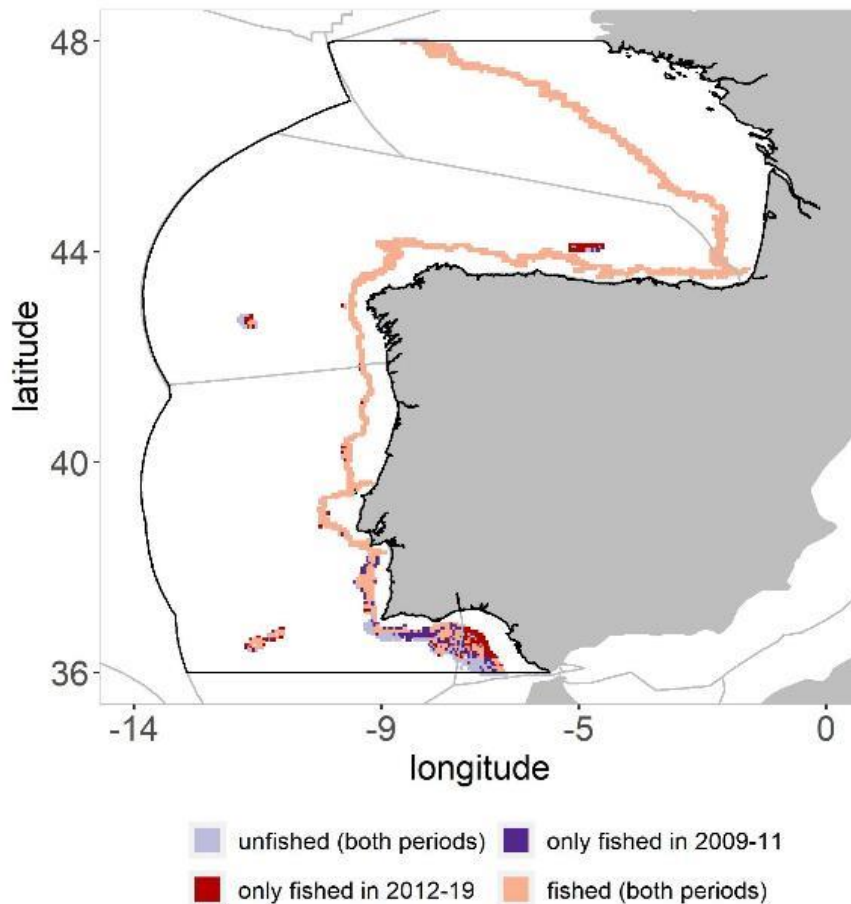 48
44
40
36
latitude
-14 -9 -5 0
longitude
unfished (both periods) only fished in 2009-11
only fished in 2012-19 fished (both periods)